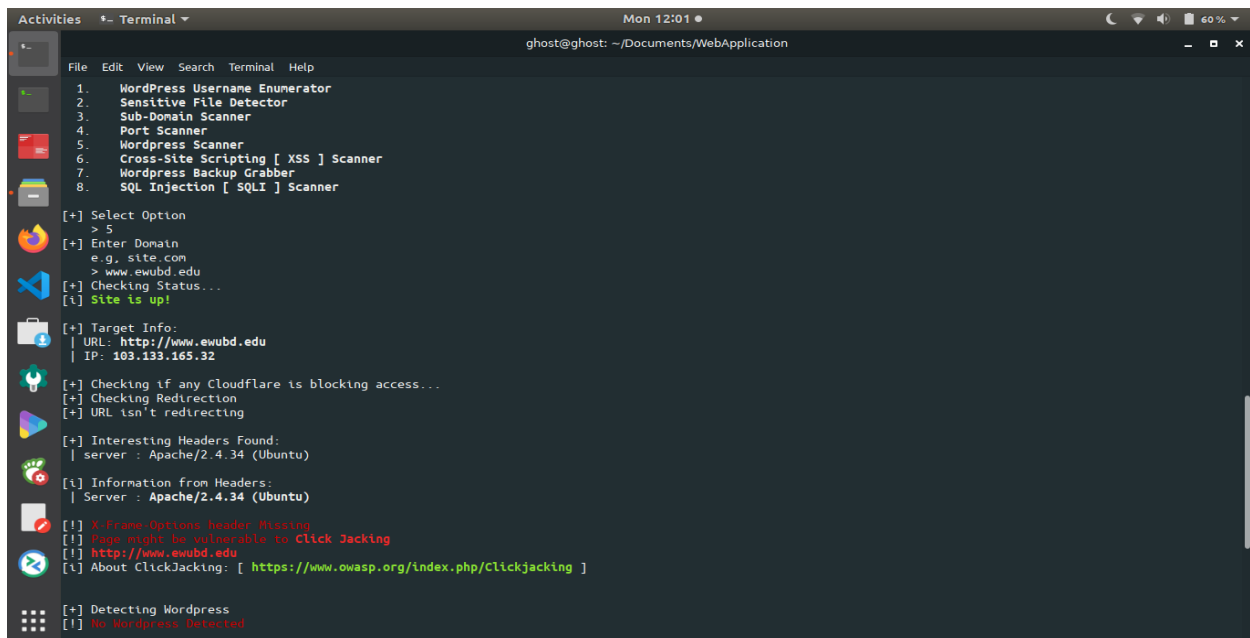 Activities $_ Terminal ▾ Mon 12:01 ● 60 % ▾
ghost@ghost: ~/Documents/WebApplication
File Edit View Search Terminal Help
1. WordPress Username Enumerator
2. Sensitive File Detector
3. Sub-Domain Scanner
4. Port Scanner
5. Wordpress Scanner
6. Cross-Site Scripting [ XSS ] Scanner
7. Wordpress Backup Grabber
8. SQL Injection [ SQLI ] Scanner
[+] Select Option
> 5
[+] Enter Domain
e.g, site.com
> www.ewubd.edu
[+] Checking Status...
[i] Site is up!
[+] Target Info:
| URL: http://www.ewubd.edu
| IP: 103.133.165.32
[+] Checking if any Cloudflare is blocking access...
[+] Checking Redirection
[+] URL isn't redirecting
[+] Interesting Headers Found:
| server : Apache/2.4.34 (Ubuntu)
[i] Information from Headers:
| Server : Apache/2.4.34 (Ubuntu)
[!] X-Frame-Options header Missing
[!] Page might be vulnerable to Click Jacking
[!] http://www.ewubd.edu
[i] About ClickJacking: [ https://www.owasp.org/index.php/Clickjacking ]
[+] Detecting Wordpress
[!] No Wordpress Detected